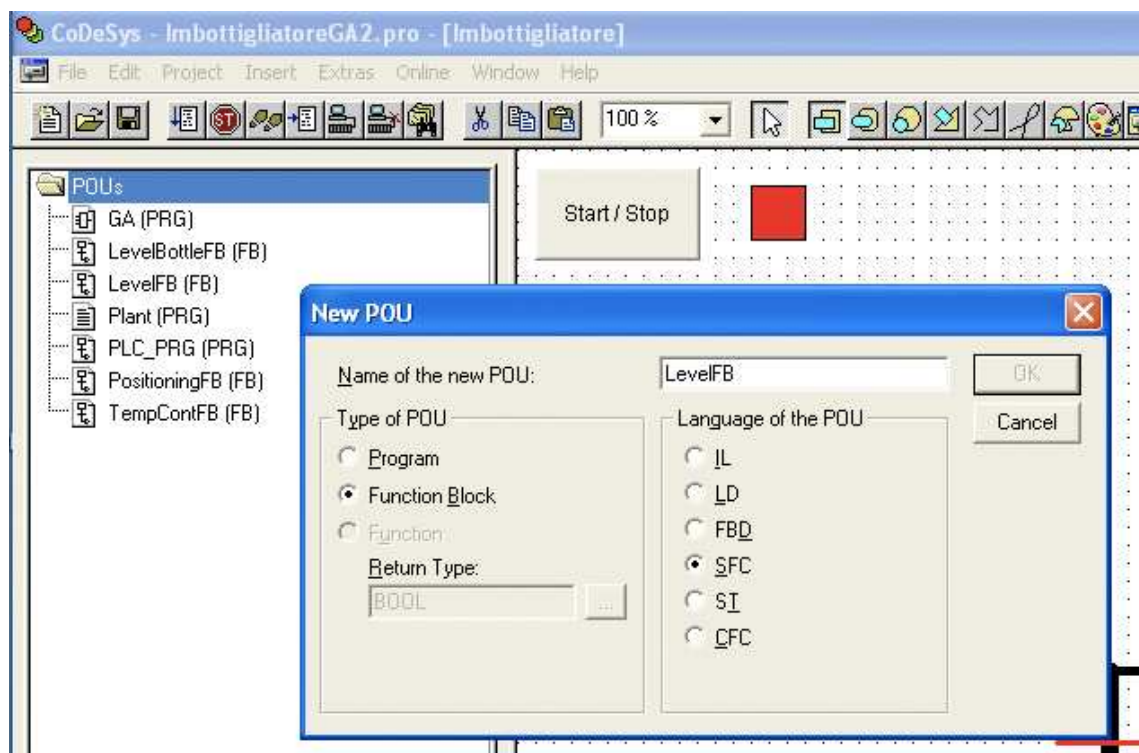 CoDeSys - ImbottigliatoreGA2.pro - [Imbottigliatore]
File Edit Project Insert Extras Online Window Help
ST
100 %
POUs
GA (PRG)
LevelBottleFB (FB)
LevelFB (FB)
Plant (PRG)
PLC_PRG (PRG)
PositioningFB (FB)
TempContFB (FB)
Start / Stop
New POU
Name of the new POU:
LevelFB
OK
Cancel
Type of POU
Program
Function Block
Function
Return Type:
BOOL
...
Language of the POU
IL
LD
FBD
SFC
ST
CFC